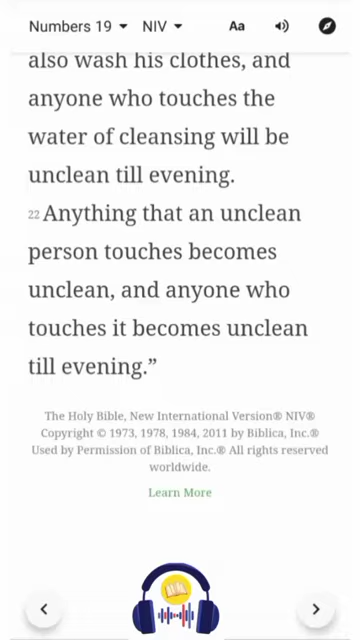 Numbers 19 NIV Aa
also wash his clothes, and
anyone who touches the
water of cleansing will be
unclean till evening.
22 Anything that an unclean
person touches becomes
unclean, and anyone who
touches it becomes unclean
till evening.”
The Holy Bible, New International Version® NIV®
Copyright © 1973, 1978, 1984, 2011 by Biblica, Inc.®
Used by Permission of Biblica, Inc.® All rights reserved
worldwide.
Learn More